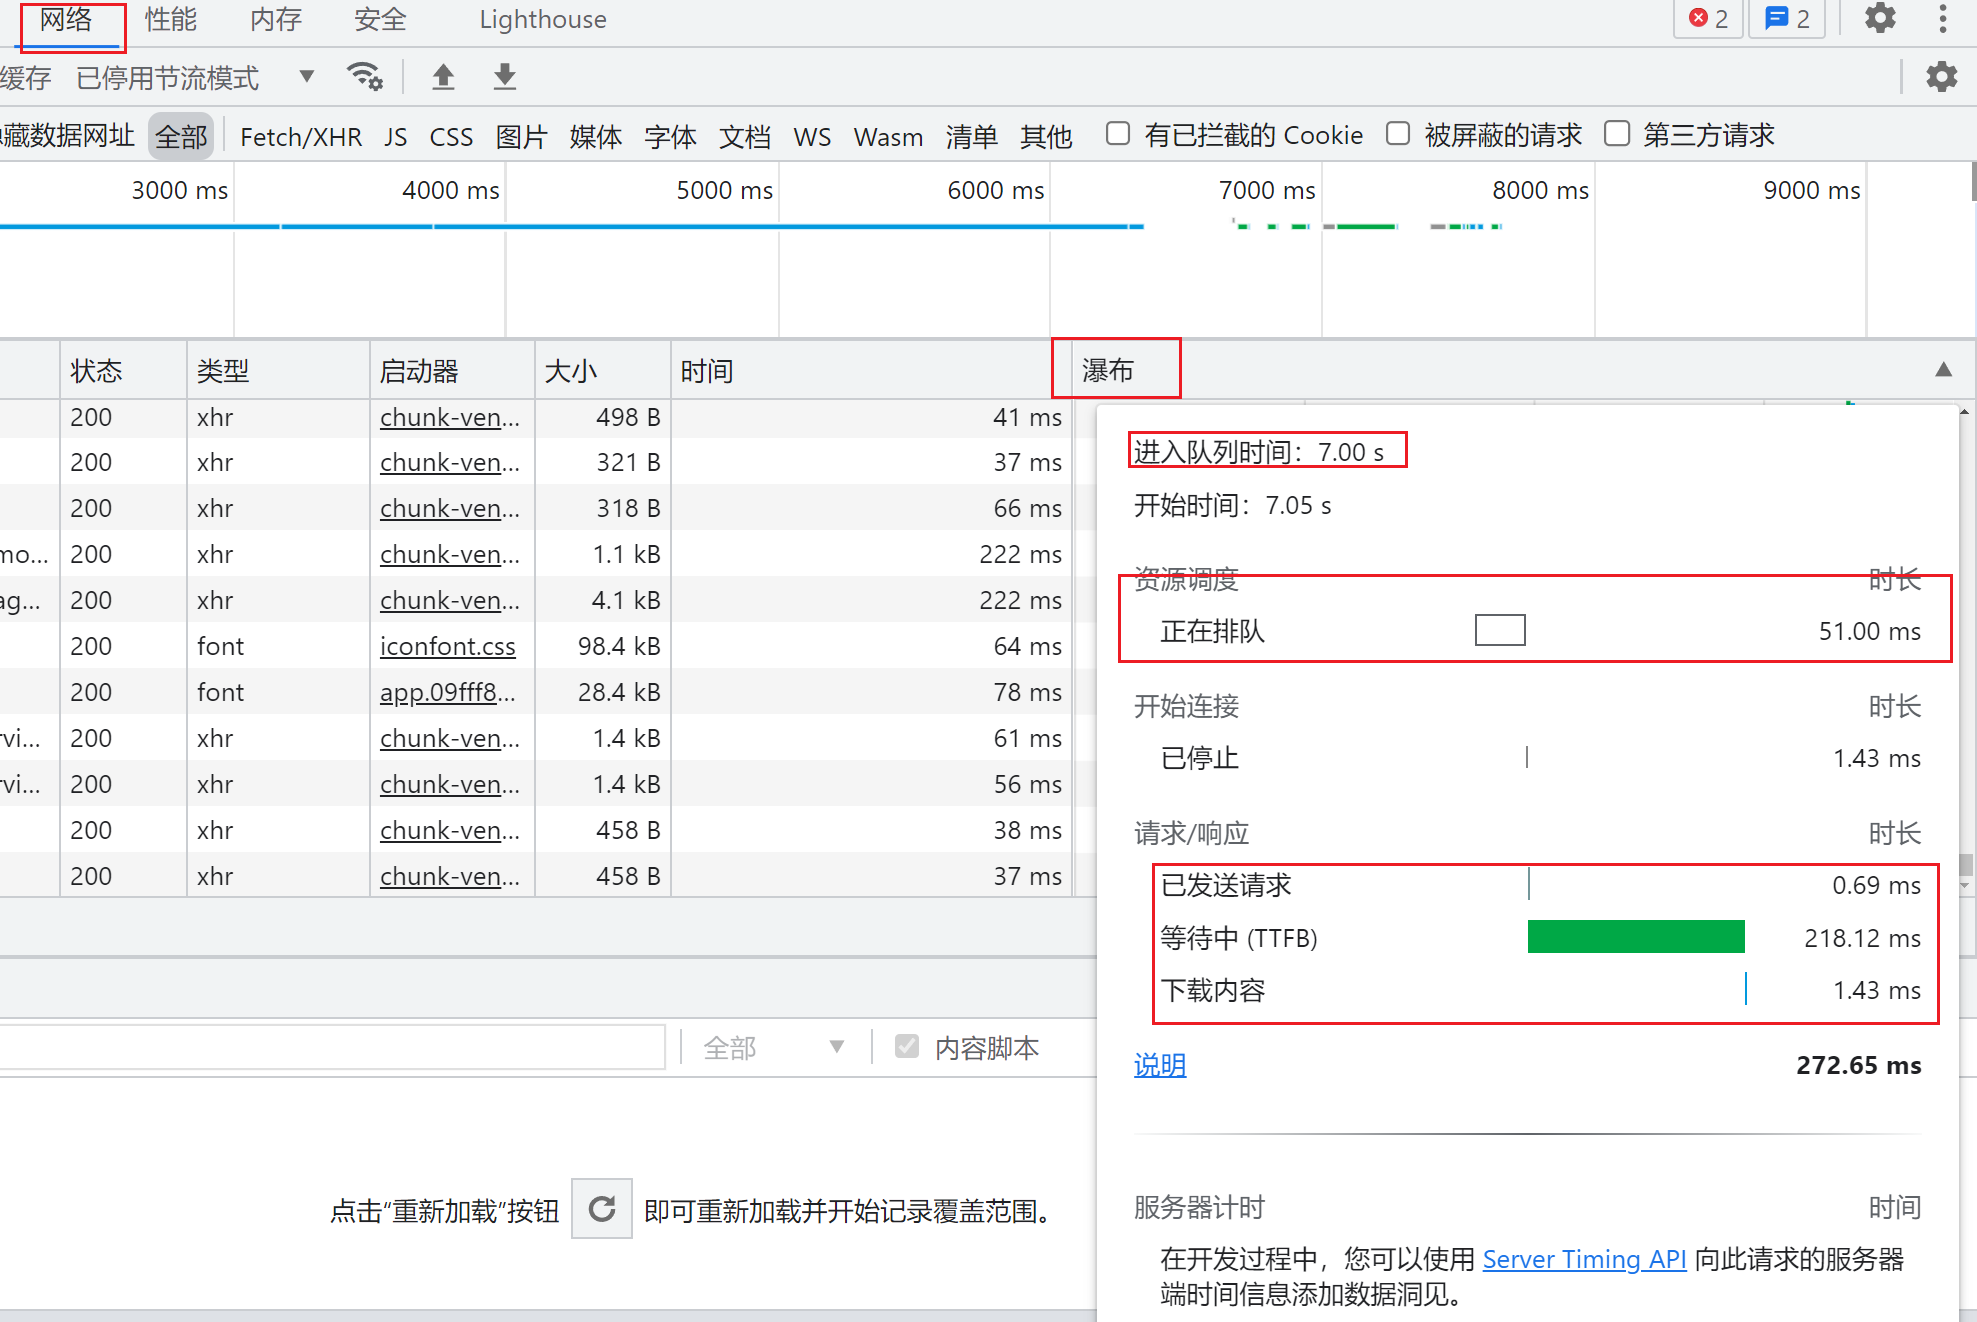 网络 性能 内存 安全 Lighthouse 2 2
缓存 已停用节流模式
藏数据网址 全部 Fetch/XHR JS CSS 图片 媒体 字体 文档 WS Wasm 清单 其他 有已拦截的 Cookie 被屏蔽的请求 第三方请求
3000 ms 4000 ms 5000 ms 6000 ms 7000 ms 8000 ms 9000 ms
状态 类型 启动器 大小 时间 瀑布
200 xhr chunk-ven... 498 B 41 ms
200 xhr chunk-ven... 321 B 37 ms
200 xhr chunk-ven... 318 B 66 ms
mo... 200 xhr chunk-ven... 1.1 kB 222 ms
ag... 200 xhr chunk-ven... 4.1 kB 222 ms
200 font iconfont.css 98.4 kB 64 ms
200 font app.09fff8... 28.4 kB 78 ms
rvi... 200 xhr chunk-ven... 1.4 kB 61 ms
rvi... 200 xhr chunk-ven... 1.4 kB 56 ms
200 xhr chunk-ven... 458 B 38 ms
200 xhr chunk-ven... 458 B 37 ms
进入队列时间：7.00 s
开始时间：7.05 s
资源调度 时长
正在排队 51.00 ms
开始连接 时长
已停止 1.43 ms
请求/响应 时长
已发送请求 0.69 ms
等待中 (TTFB) 218.12 ms
下载内容 1.43 ms
说明 272.65 ms
服务器计时 时间
在开发过程中，您可以使用 Server Timing API 向此请求的服务器
端时间信息添加数据洞见。
全部 内容脚本
点击“重新加载”按钮 即可重新加载并开始记录覆盖范围。